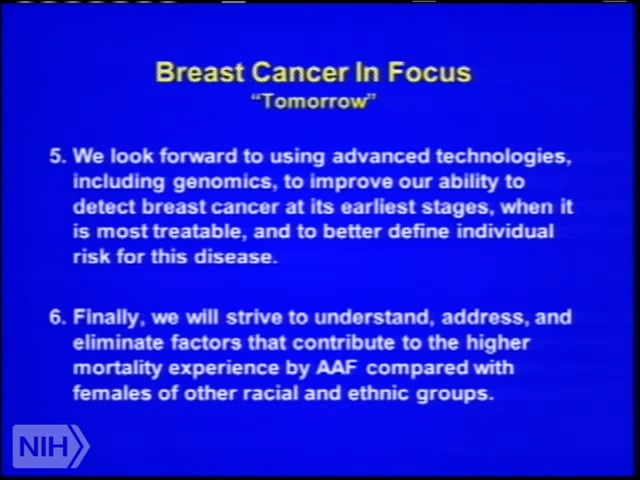 Breast Cancer In Focus
“Tomorrow”
5. We look forward to using advanced technologies,
including genomics, to improve our ability to
detect breast cancer at its earliest stages, when it
is most treatable, and to better define individual
risk for this disease.
6. Finally, we will strive to understand, address, and
eliminate factors that contribute to the higher
mortality experience by AAF compared with
females of other racial and ethnic groups.
NIH